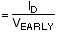 = I_D / V_EARLY